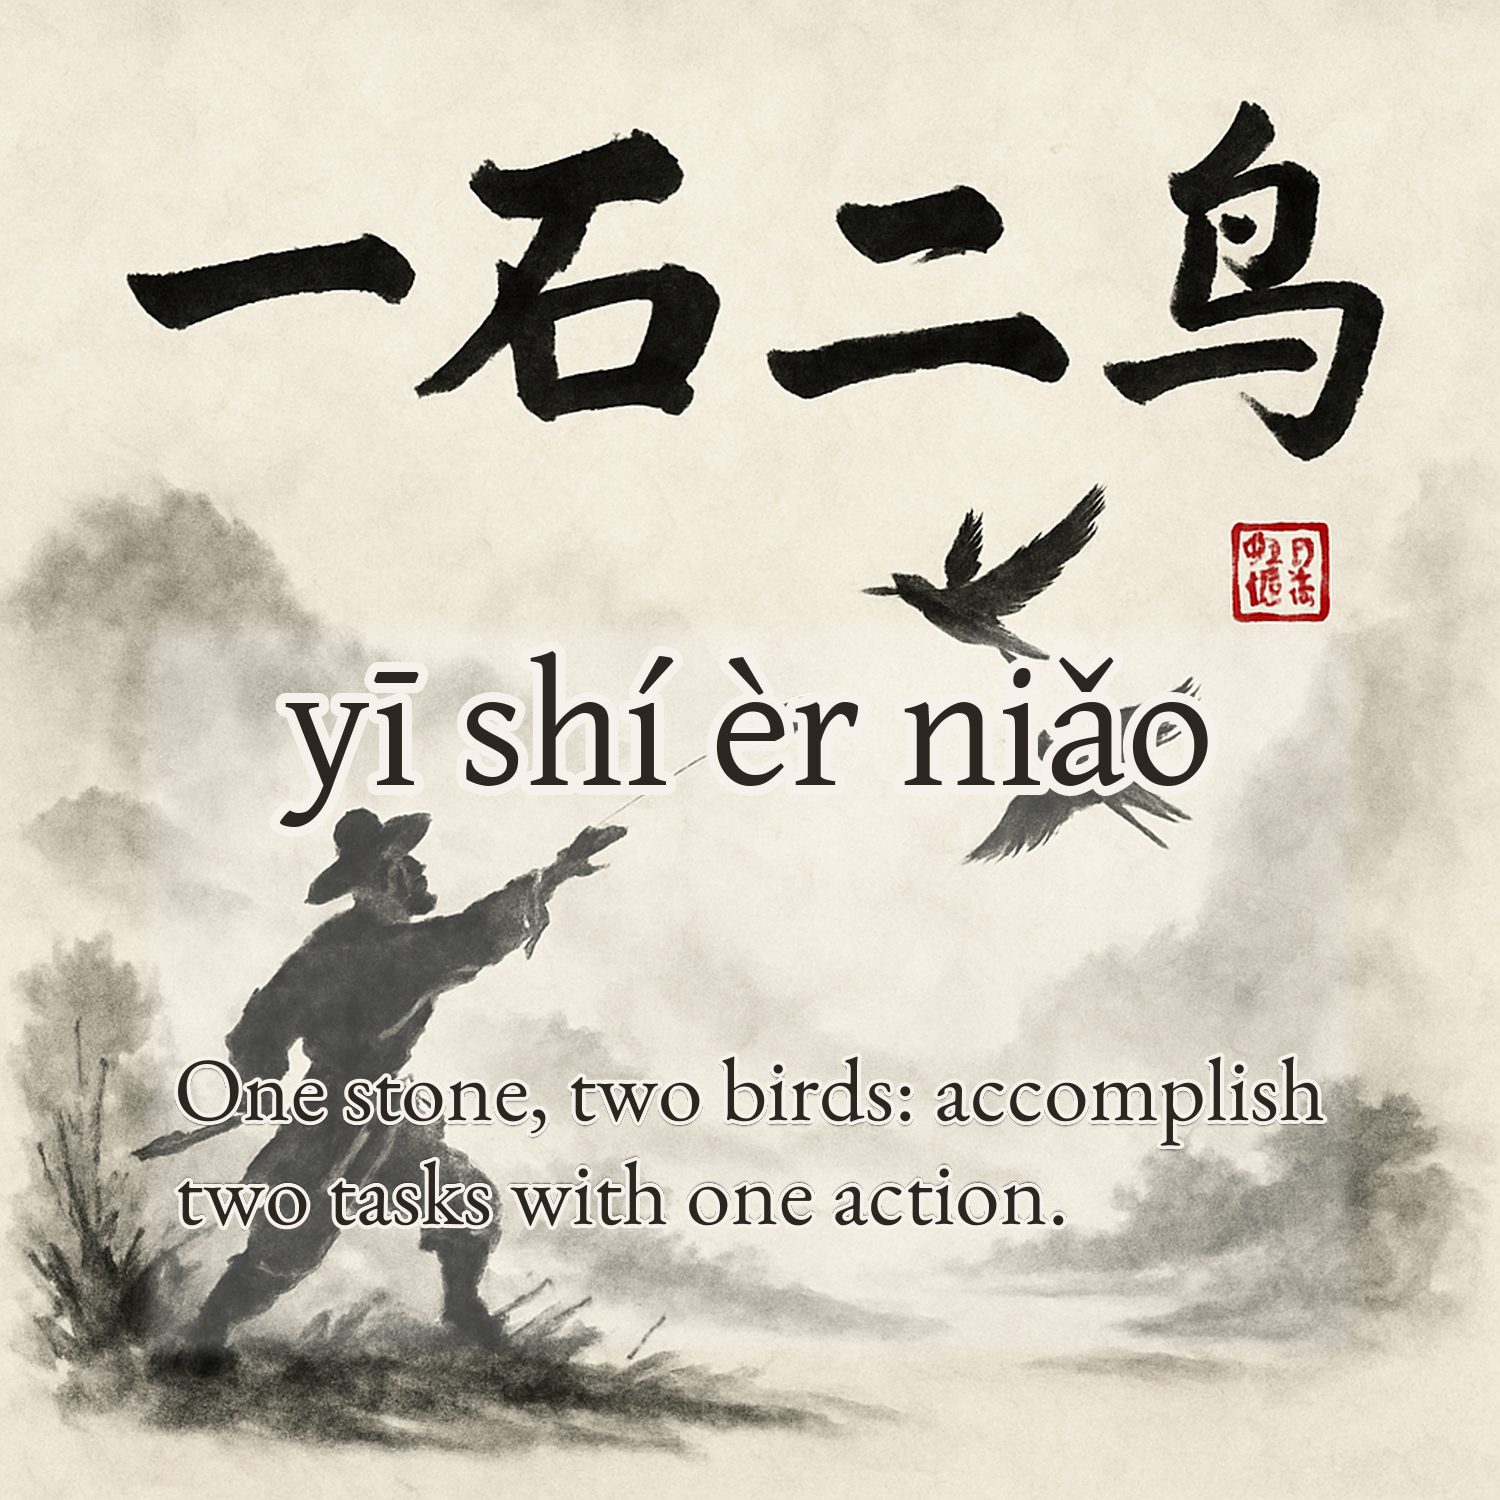 一石二鸟
yī shí èr niǎo
One stone, two birds: accomplish
two tasks with one action.